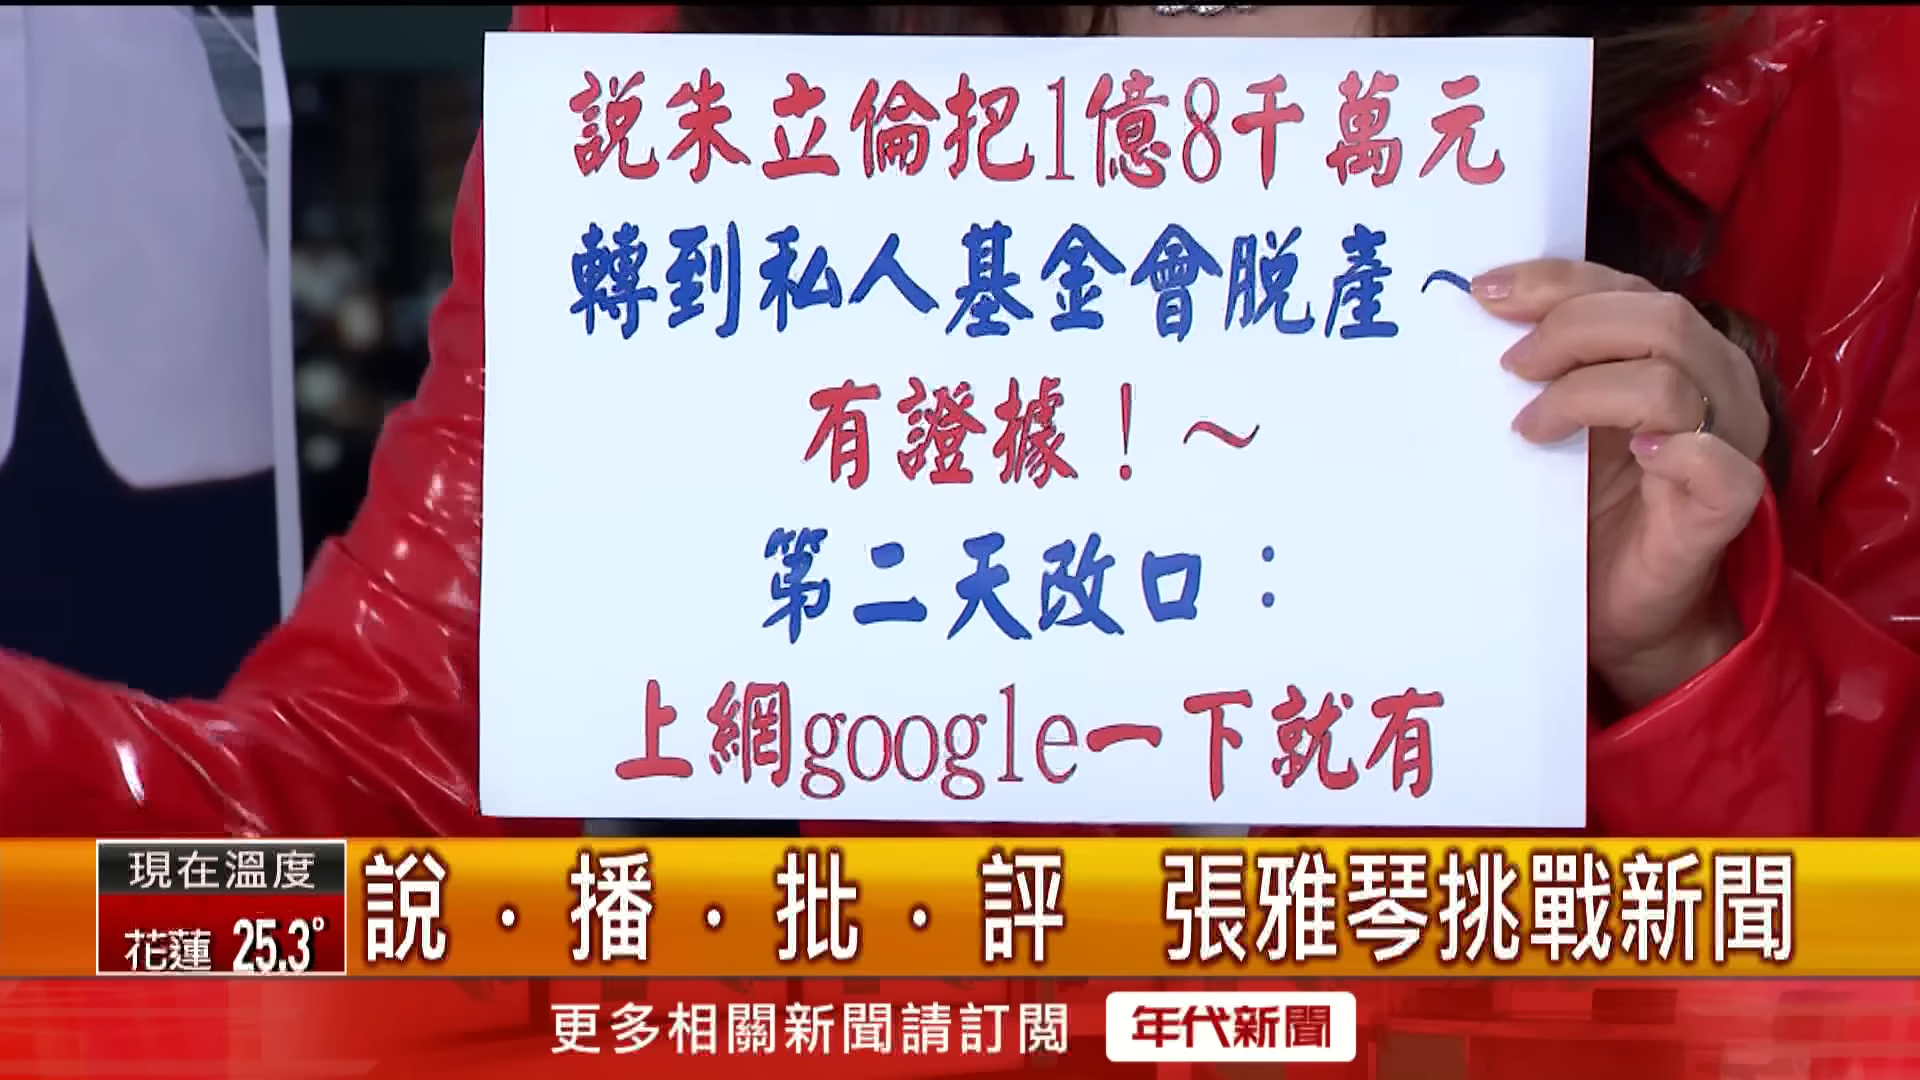 說朱立倫把1億8千萬元
轉到私人基金會脫產～
有證據！～
第二天改口：
上網google一下就有
現在溫度
花蓮 25.3°
說．播．批．評 張雅琴挑戰新聞
更多相關新聞請訂閱 年代新聞